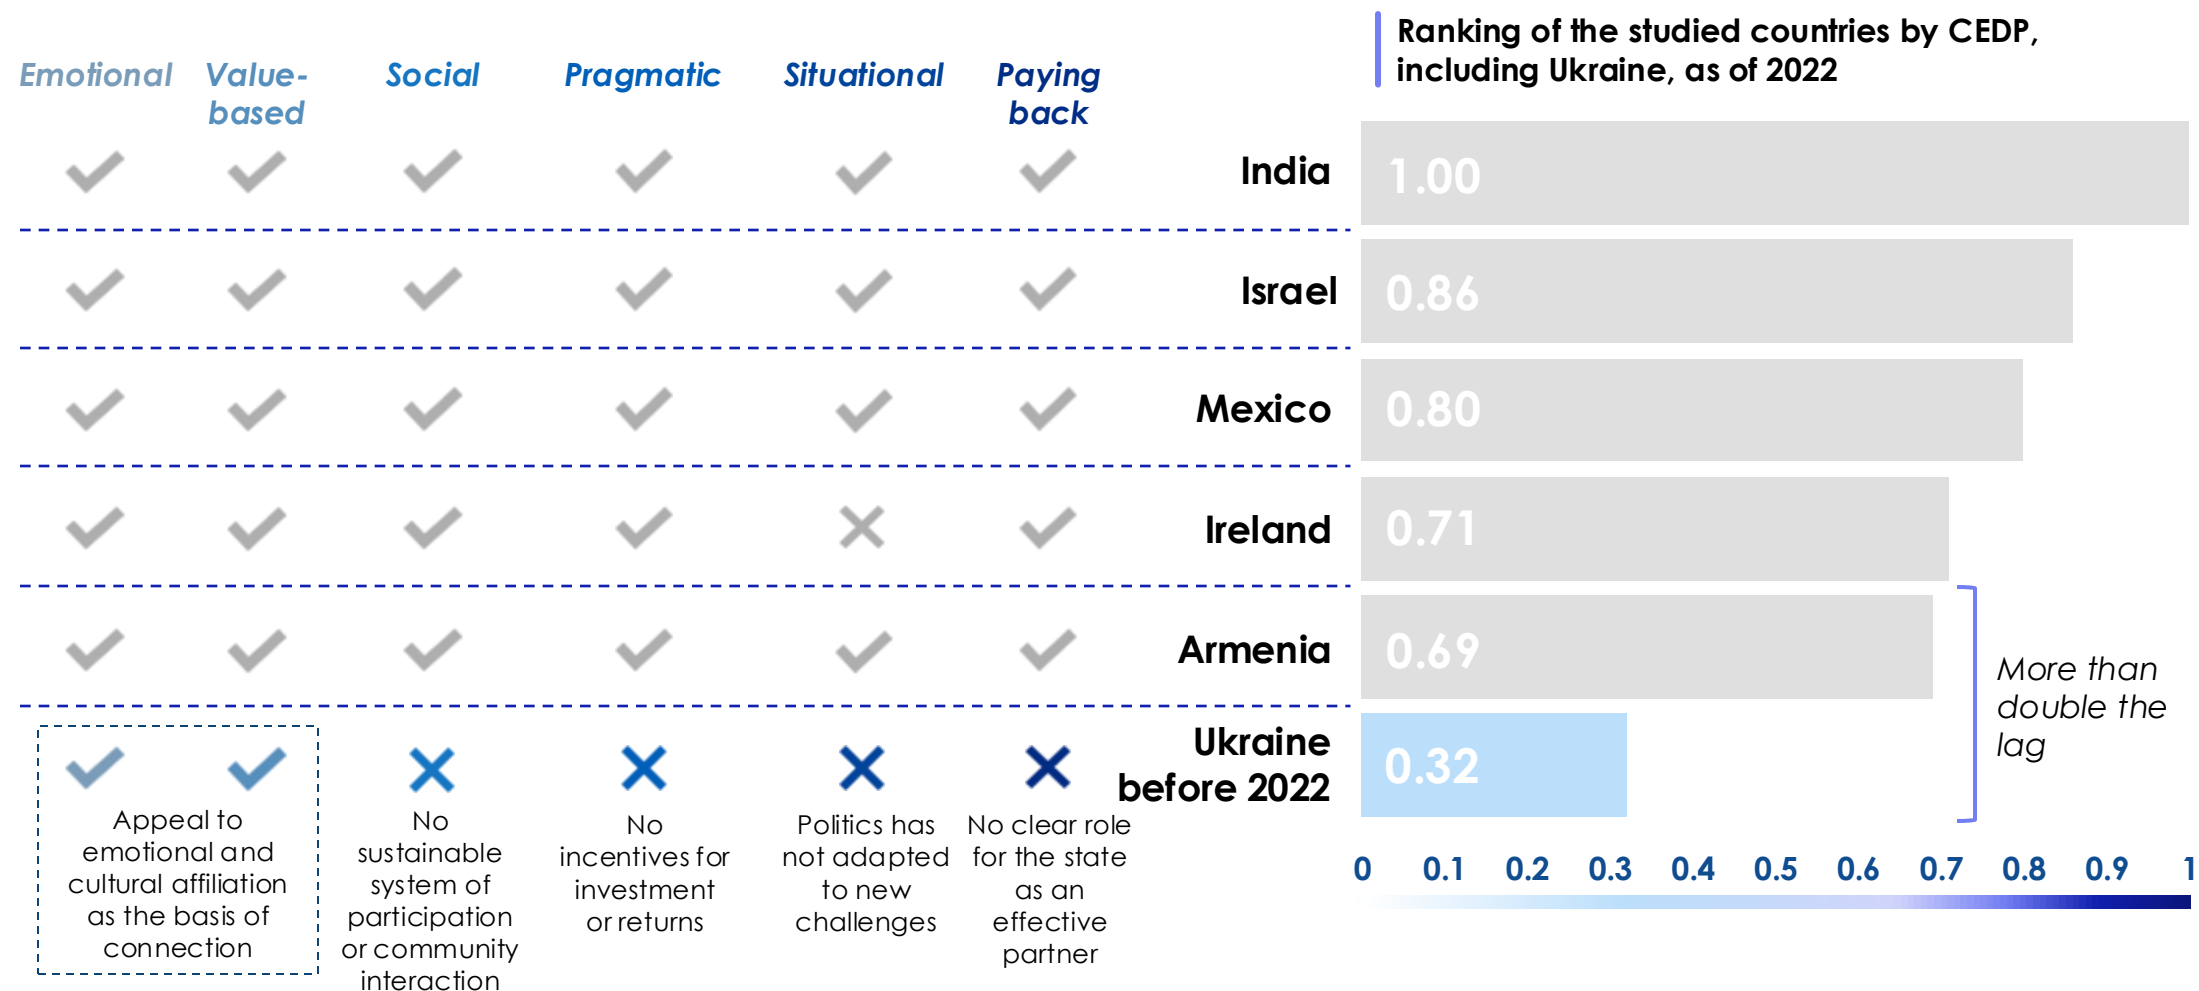 Ranking of the studied countries by CEDP,
including Ukraine, as of 2022
Emotional
Value-
based
Social
Pragmatic
Situational
Paying
back
India
1.00
Israel
0.86
Mexico
0.80
Ireland
0.71
Armenia
0.69
Ukraine
before 2022
0.32
More than
double the
lag
Appeal to
emotional and
cultural affiliation
as the basis of
connection
No
sustainable
system of
participation
or community
interaction
No
incentives for
investment
or returns
Politics has
not adapted
to new
challenges
No clear role
for the state
as an
effective
partner
0 0.1 0.2 0.3 0.4 0.5 0.6 0.7 0.8 0.9 1